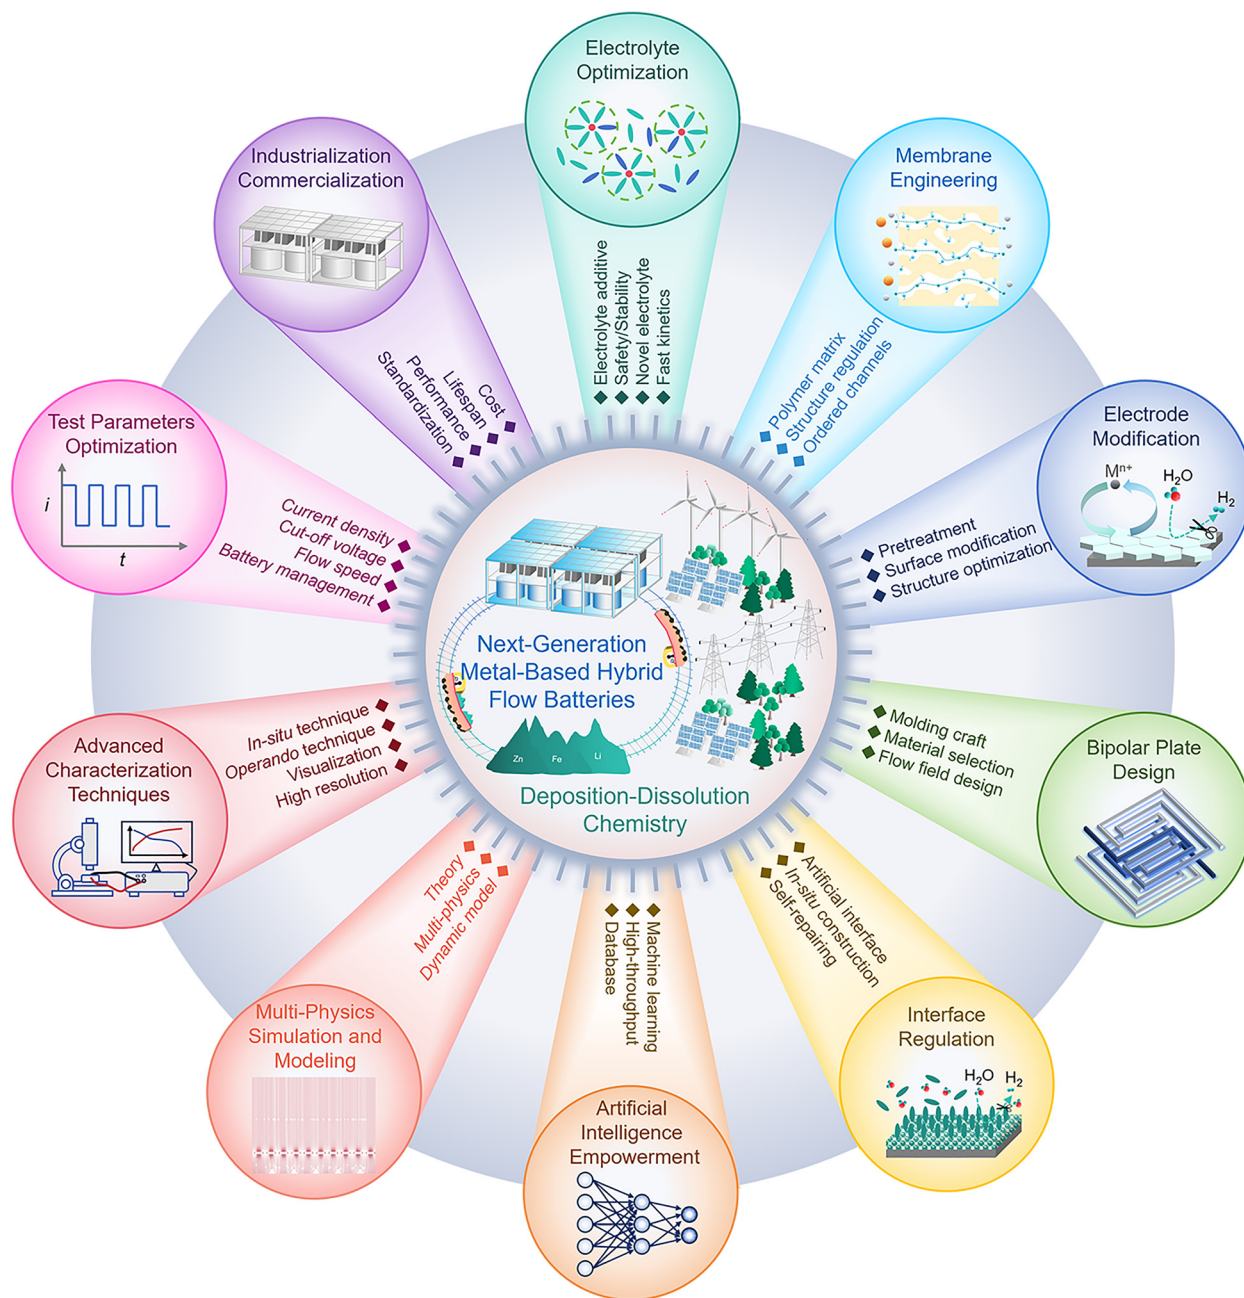 Electrolyte
Optimization
Electrolyte additive
Safety/Stability
Novel electrolyte
Fast kinetics
Membrane
Engineering
Polymer matrix
Structure regulation
Ordered channels
Electrode
Modification
Mⁿ⁺
H₂O
H₂
Pretreatment
Surface modification
Structure optimization
Bipolar Plate
Design
Molding craft
Material selection
Flow field design
Interface
Regulation
H₂O
H₂
Artificial interface
In-situ construction
Self-repairing
Artificial
Intelligence
Empowerment
Machine learning
High-throughput
Database
Multi-Physics
Simulation and
Modeling
Theory
Multi-physics
Dynamic model
Advanced
Characterization
Techniques
In-situ technique
Operando technique
Visualization
High resolution
Test Parameters
Optimization
i
t
Current density
Cut-off voltage
Flow speed
Battery management
Industrialization
Commercialization
Cost
Lifespan
Performance
Standardization
Next-Generation
Metal-Based Hybrid
Flow Batteries
Zn
Fe
Li
Deposition-Dissolution
Chemistry